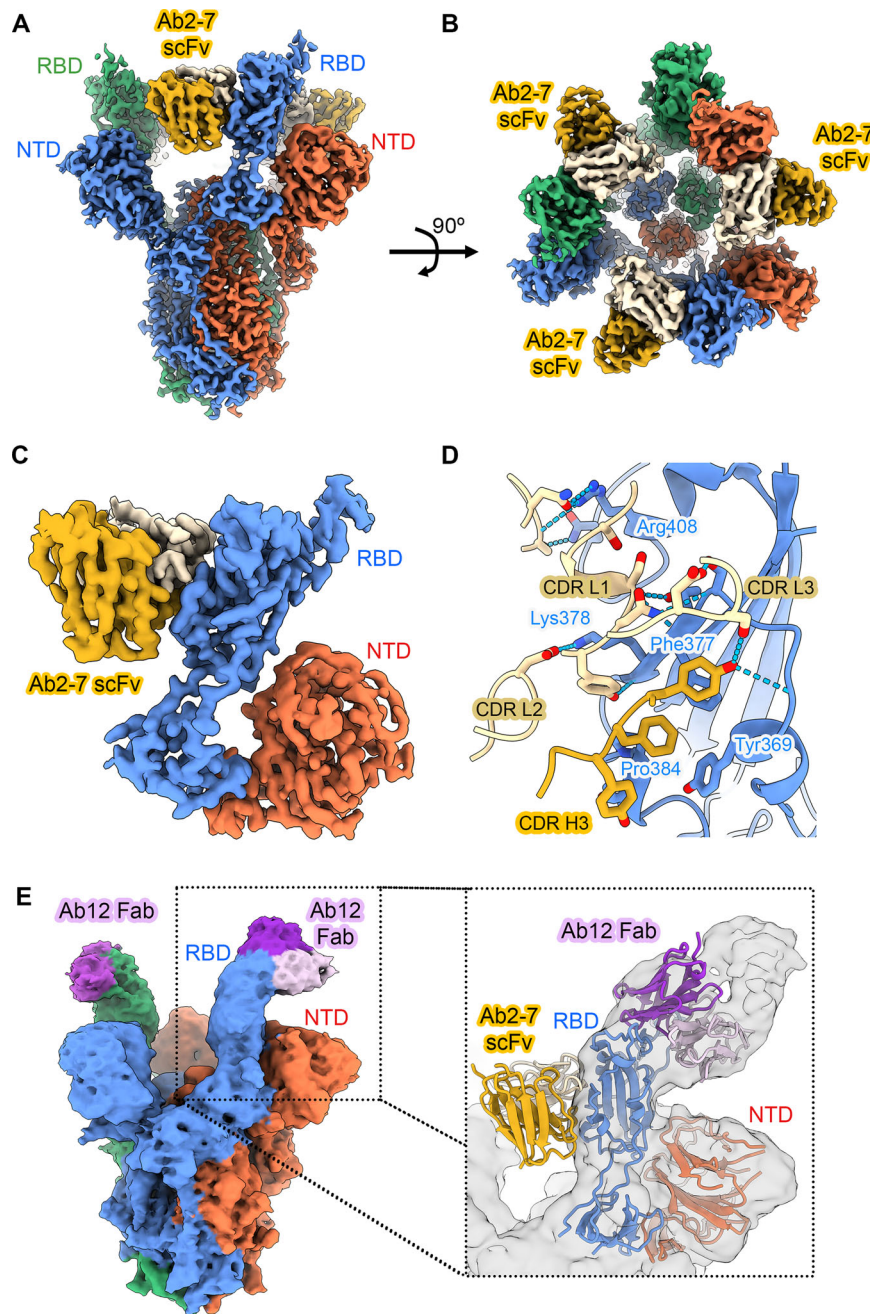 A
Ab2-7
scFv
RBD
RBD
NTD
NTD
90º
B
Ab2-7
scFv
Ab2-7
scFv
Ab2-7
scFv
C
RBD
NTD
Ab2-7 scFv
D
Arg408
CDR L1
CDR L3
Lys378
Phe377
CDR L2
Tyr369
Pro384
CDR H3
E
Ab12 Fab
Ab12
Fab
RBD
NTD
Ab12 Fab
Ab2-7
scFv
RBD
NTD